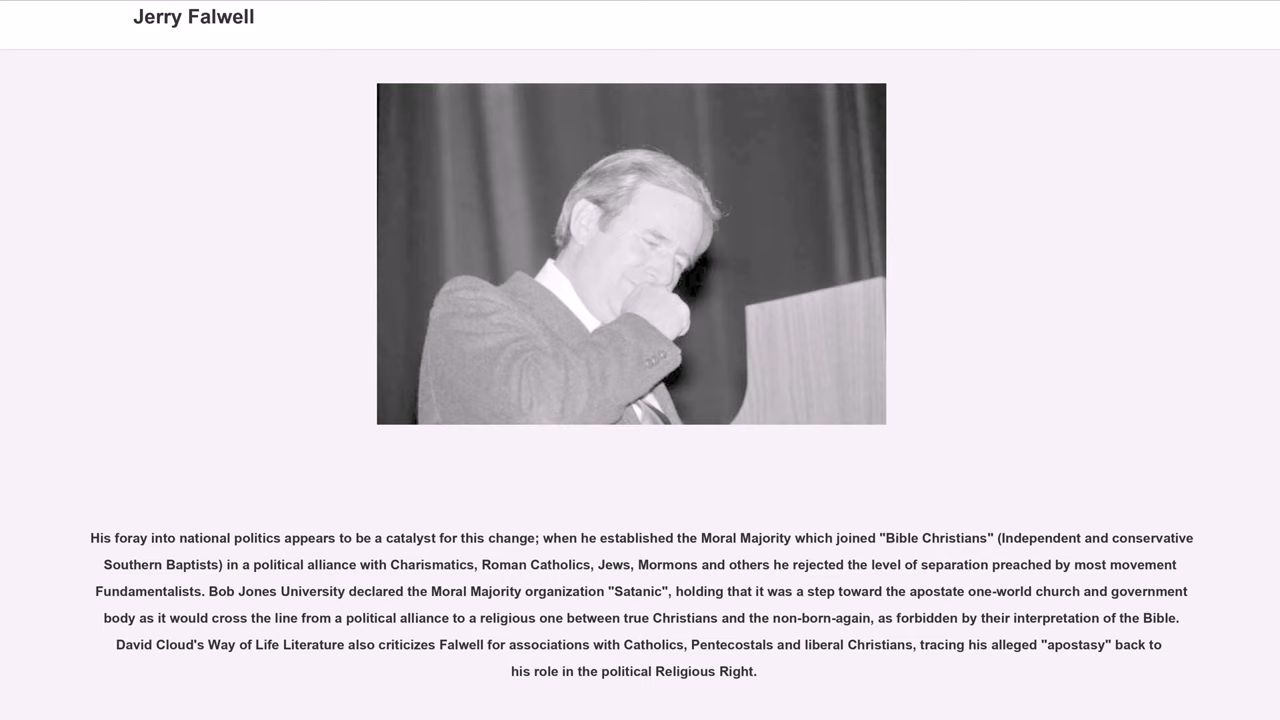 Jerry Falwell
His foray into national politics appears to be a catalyst for this change; when he established the Moral Majority which joined "Bible Christians" (Independent and conservative
Southern Baptists) in a political alliance with Charismatics, Roman Catholics, Jews, Mormons and others he rejected the level of separation preached by most movement
Fundamentalists. Bob Jones University declared the Moral Majority organization "Satanic", holding that it was a step toward the apostate one-world church and government
body as it would cross the line from a political alliance to a religious one between true Christians and the non-born-again, as forbidden by their interpretation of the Bible.
David Cloud's Way of Life Literature also criticizes Falwell for associations with Catholics, Pentecostals and liberal Christians, tracing his alleged "apostasy" back to
his role in the political Religious Right.